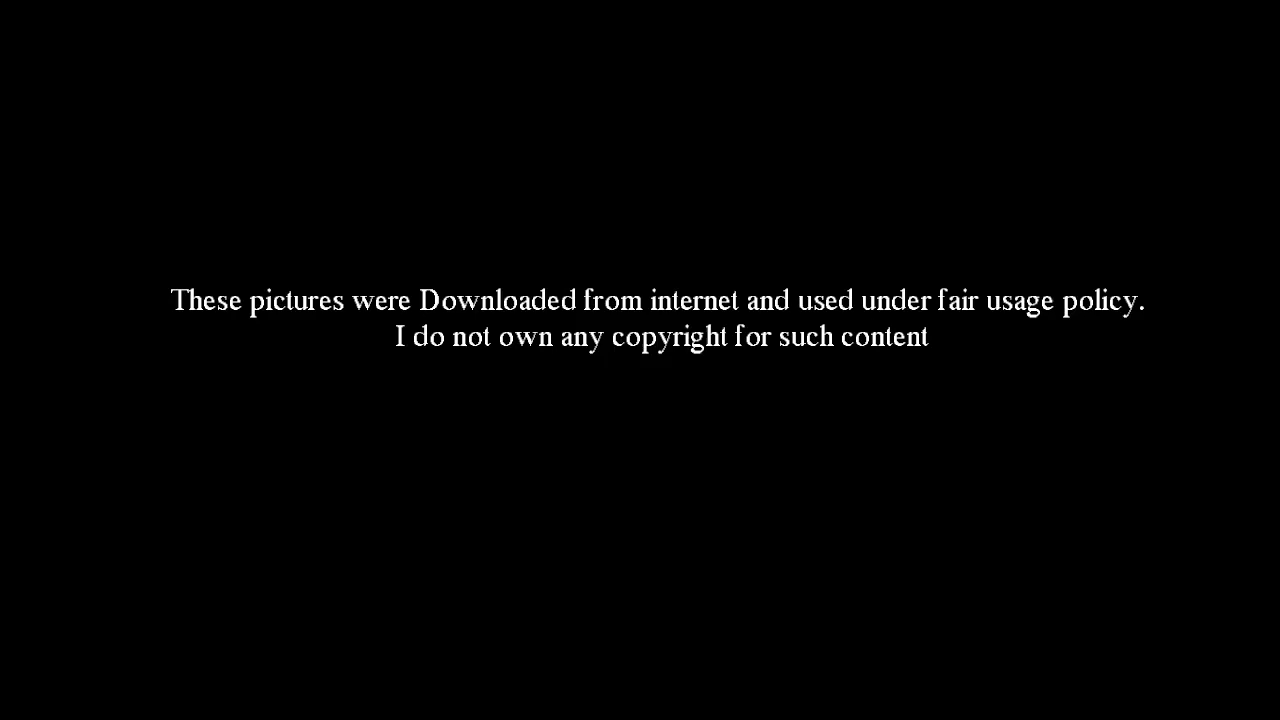 These pictures were Downloaded from internet and used under fair usage policy.
I do not own any copyright for such content